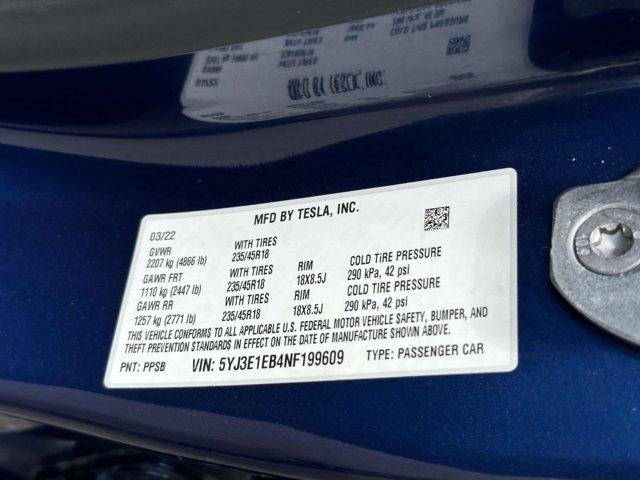 MFD BY TESLA, INC.
03/22
GVWR WITH TIRES
2207 kg (4866 lb) 235/45R18 RIM COLD TIRE PRESSURE
GAWR FRT WITH TIRES 18X8.5J 290 kPa, 42 psi
1110 kg (2447 lb) 235/45R18
GAWR RR WITH TIRES RIM COLD TIRE PRESSURE
1257 kg (2771 lb) 235/45R18 18X8.5J 290 kPa, 42 psi
THIS VEHICLE CONFORMS TO ALL APPLICABLE U.S. FEDERAL MOTOR VEHICLE SAFETY, BUMPER, AND
THEFT PREVENTION STANDARDS IN EFFECT ON THE DATE OF MANUFACTURE SHOWN ABOVE.
PNT: PPSB VIN: 5YJ3E1EB4NF199609 TYPE: PASSENGER CAR